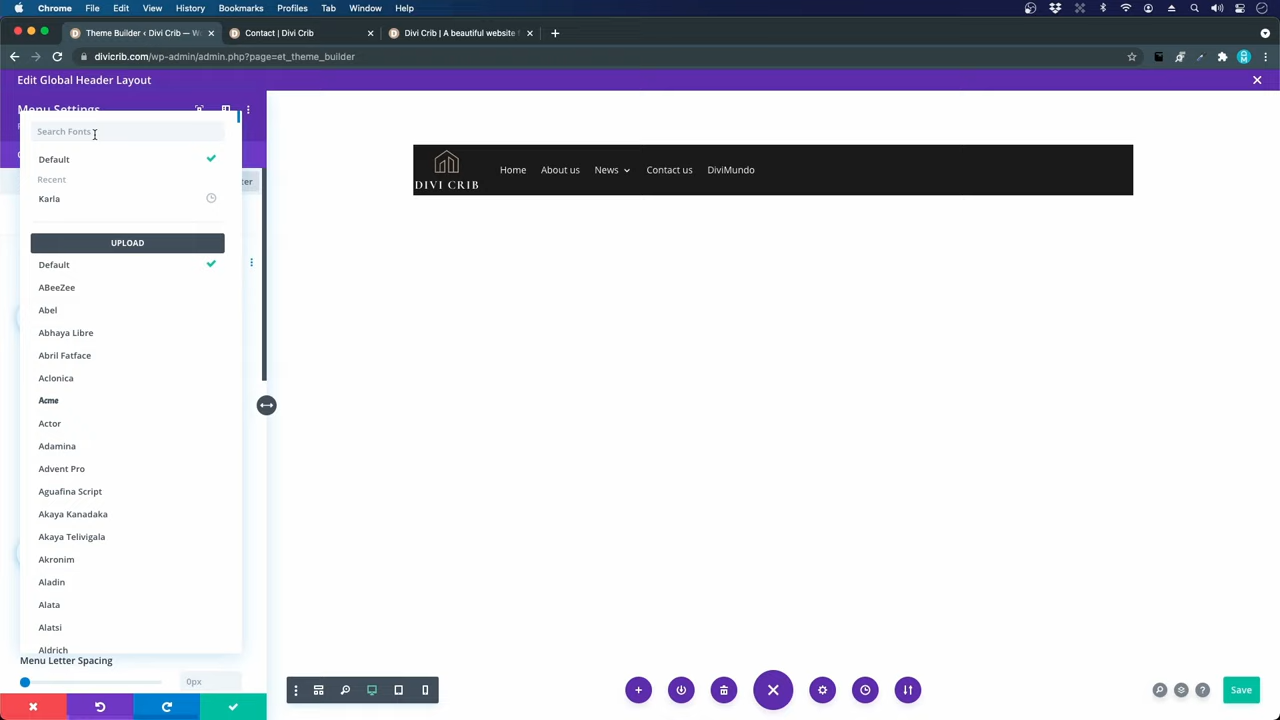 Chrome File Edit View History Bookmarks Profiles Tab Window Help
Theme Builder ‹ Divi Crib — W
Contact | Divi Crib
Divi Crib | A beautiful website
divicrib.com/wp-admin/admin.php?page=et_theme_builder
Edit Global Header Layout
Menu Settings
Search Fonts
Default
Recent
Karla
UPLOAD
Default
ABeeZee
Abel
Abhaya Libre
Abril Fatface
Aclonica
Acme
Actor
Adamina
Advent Pro
Aguafina Script
Akaya Kanadaka
Akaya Telivigala
Akronim
Aladin
Alata
Alatsi
Aldrich
Menu Letter Spacing
0px
DIVI CRIB
Home About us News Contact us DiviMundo
Save